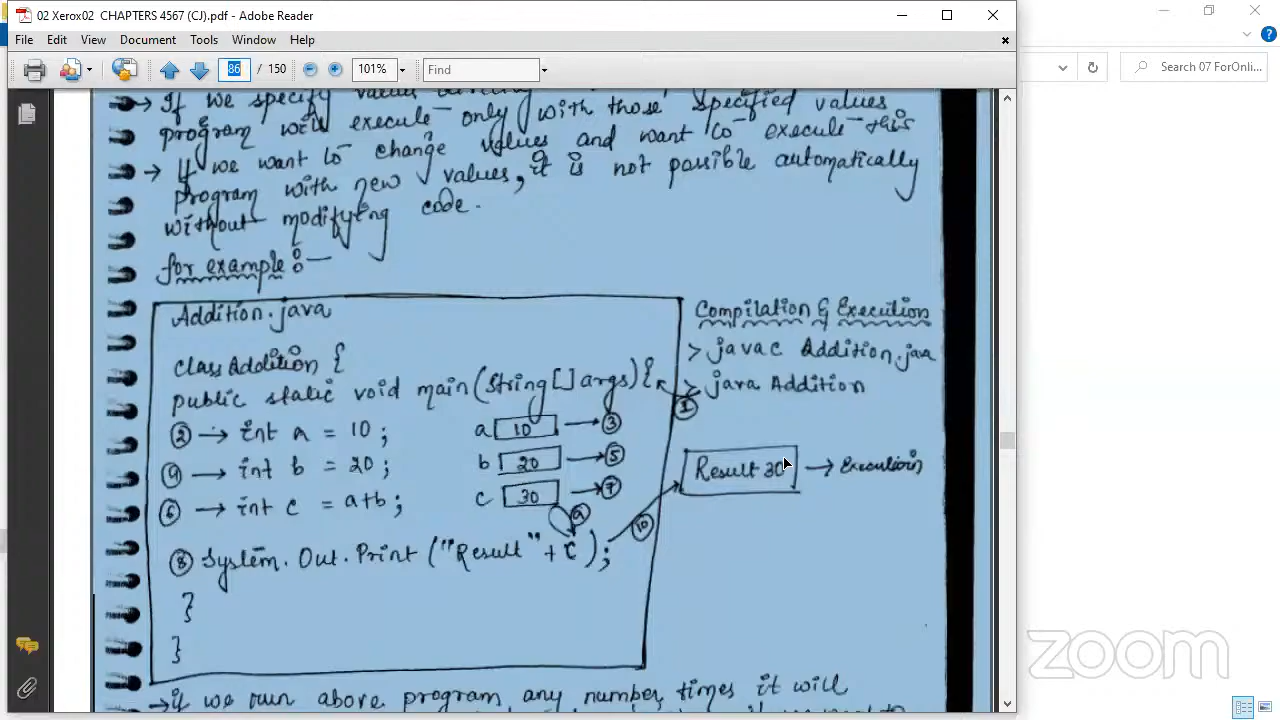 02 Xerox02 CHAPTERS 4567 (CJ).pdf - Adobe Reader
File Edit View Document Tools Window Help
86 / 150 101% Find
Search 07 ForOnli...
→ If we specify values
program will execute only with those specified values
→ If we want to change values and want to execute this
program with new values, it is not possible automatically
without modifying code.
for example :-
Addition.java
class Addition {
public static void main(String[] args){
② → int a = 10 ; a 10 → ③
④ → int b = 20 ; b 20 → ⑤
⑥ → int c = a+b ; c 30 → ⑦
⑨
⑧ System. Out. Print ("Result" + c );
}
}
Compilation & Execution
> javac Addition.java
> java Addition
①
Result 30 → Execution
⑩
→ if we run above program any number times it will
zoom